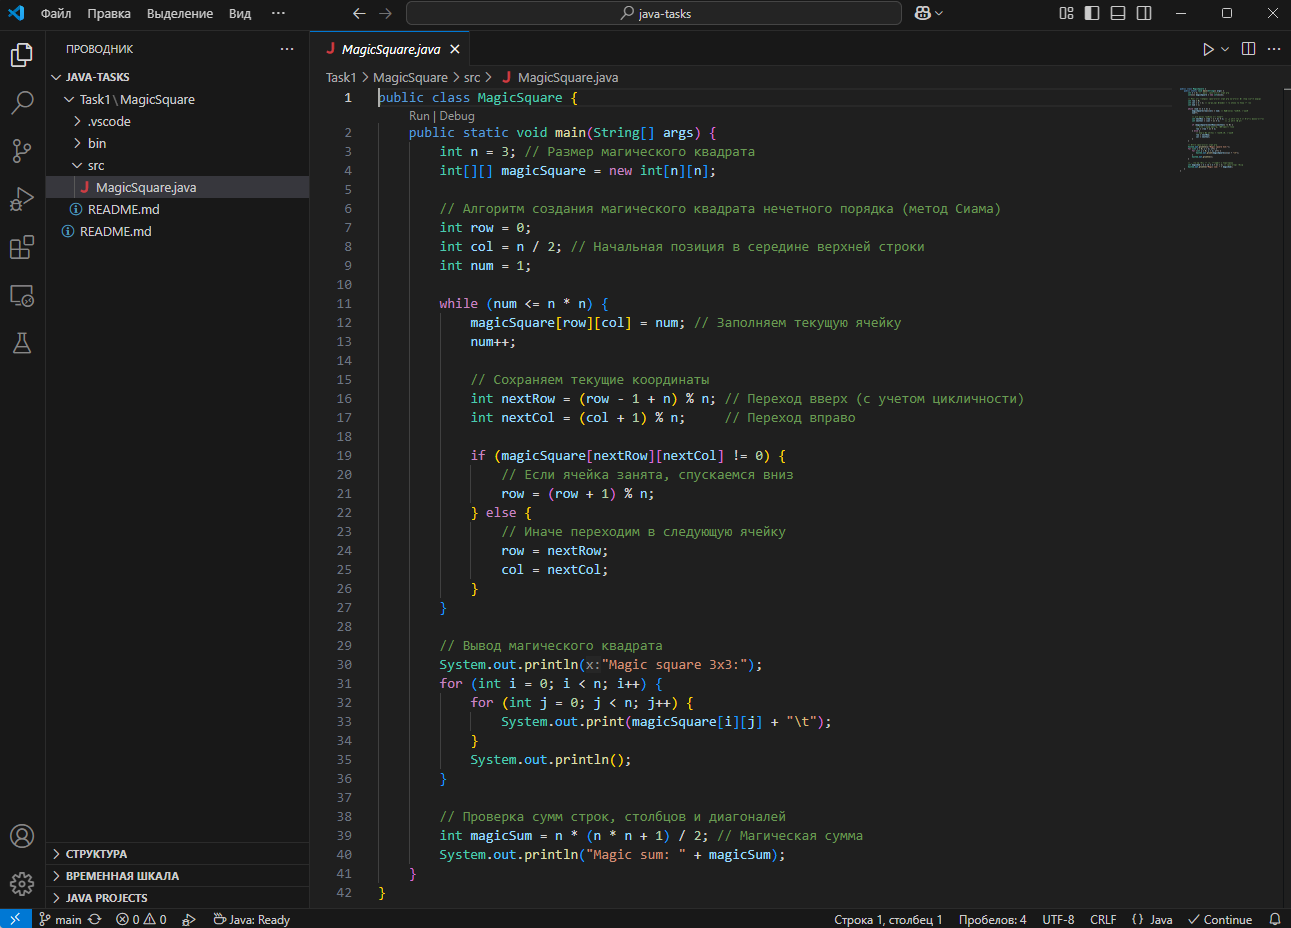 Файл Правка Выделение Вид ··· java-tasks
ПРОВОДНИК ···
JAVA-TASKS
Task1\MagicSquare
.vscode
bin
src
J MagicSquare.java
README.md
README.md
СТРУКТУРА
ВРЕМЕННАЯ ШКАЛА
JAVA PROJECTS
J MagicSquare.java
Task1 > MagicSquare > src > J MagicSquare.java
1 public class MagicSquare {
Run | Debug
2 public static void main(String[] args) {
3 int n = 3; // Размер магического квадрата
4 int[][] magicSquare = new int[n][n];
5
6 // Алгоритм создания магического квадрата нечетного порядка (метод Сиама)
7 int row = 0;
8 int col = n / 2; // Начальная позиция в середине верхней строки
9 int num = 1;
10
11 while (num <= n * n) {
12 magicSquare[row][col] = num; // Заполняем текущую ячейку
13 num++;
14
15 // Сохраняем текущие координаты
16 int nextRow = (row - 1 + n) % n; // Переход вверх (с учетом цикличности)
17 int nextCol = (col + 1) % n; // Переход вправо
18
19 if (magicSquare[nextRow][nextCol] != 0) {
20 // Если ячейка занята, спускаемся вниз
21 row = (row + 1) % n;
22 } else {
23 // Иначе переходим в следующую ячейку
24 row = nextRow;
25 col = nextCol;
26 }
27 }
28
29 // Вывод магического квадрата
30 System.out.println(x:"Magic square 3x3:");
31 for (int i = 0; i < n; i++) {
32 for (int j = 0; j < n; j++) {
33 System.out.print(magicSquare[i][j] + "\t");
34 }
35 System.out.println();
36 }
37
38 // Проверка сумм строк, столбцов и диагоналей
39 int magicSum = n * (n * n + 1) / 2; // Магическая сумма
40 System.out.println("Magic sum: " + magicSum);
41 }
42 }
main 0 0 Java: Ready Строка 1, столбец 1 Пробелов: 4 UTF-8 CRLF {} Java Continue